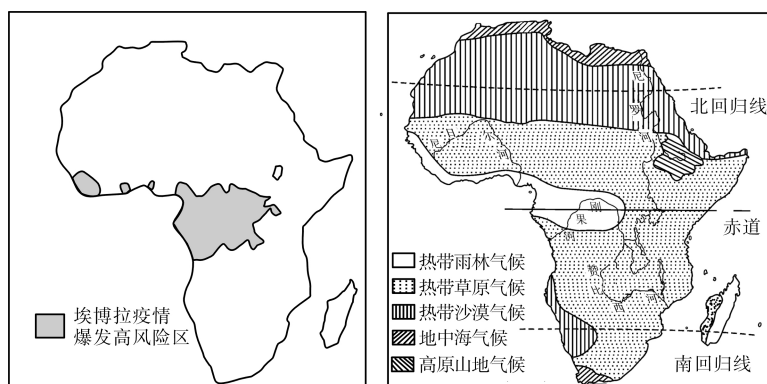 埃博拉疫情
爆发高风险区
尼
罗
河
北回归线
尼
日
尔
河
赤道
刚
果
河
热带雨林气候
热带草原气候
热带沙漠气候
地中海气候
高原山地气候
赞
比
西
河
南回归线